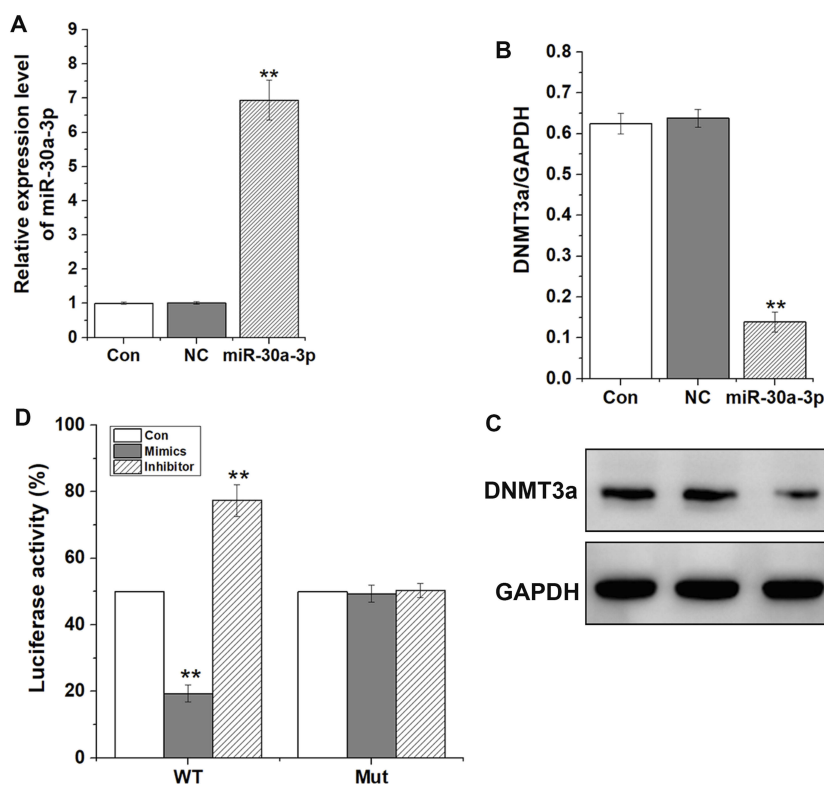 A
Relative expression level
of miR-30a-3p
9
8
7
6
5
4
3
2
1
0
**
Con NC miR-30a-3p
B
DNMT3a/GAPDH
0.8
0.7
0.6
0.5
0.4
0.3
0.2
0.1
0.0
**
Con NC miR-30a-3p
D
Luciferase activity (%)
100
80
60
40
20
0
Con
Mimics
Inhibitor
**
**
WT Mut
C
DNMT3a
GAPDH